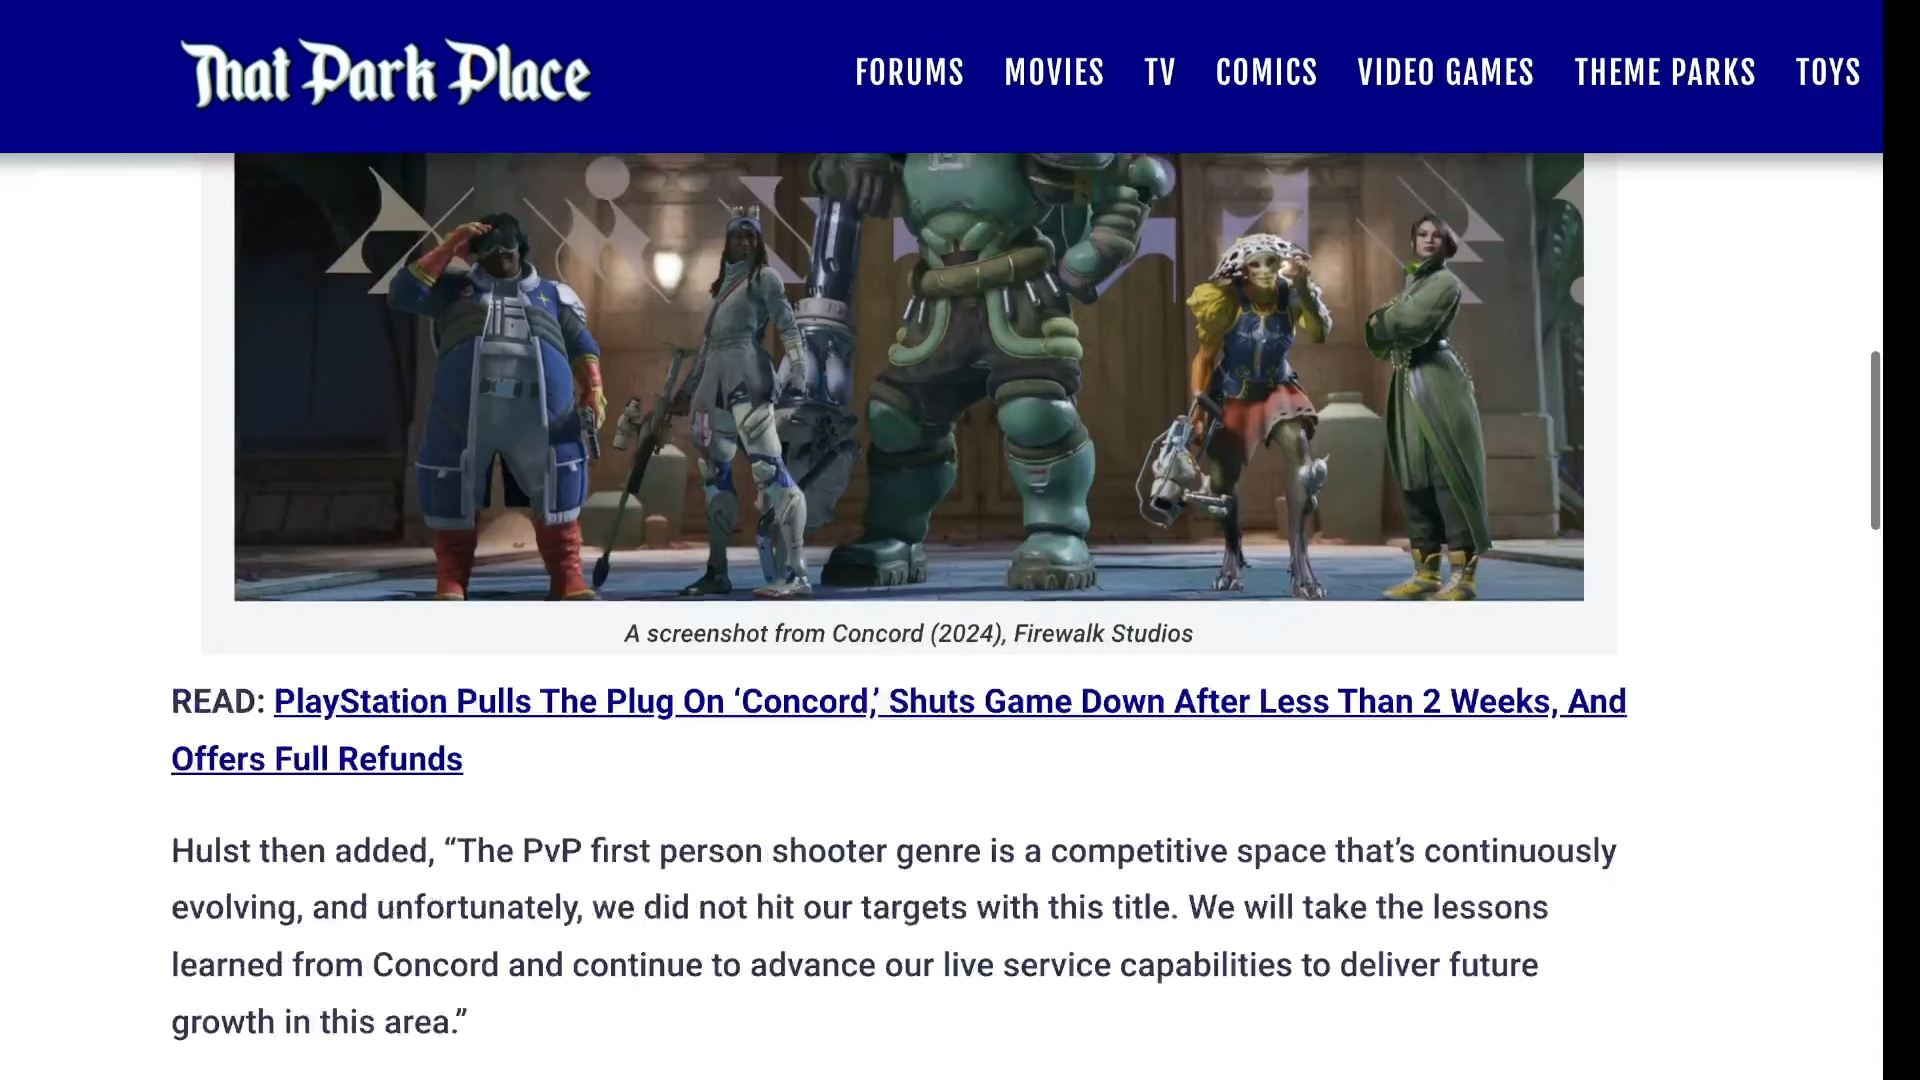 That Park Place
FORUMS MOVIES TV COMICS VIDEO GAMES THEME PARKS TOYS
A screenshot from Concord (2024), Firewalk Studios
READ: PlayStation Pulls The Plug On ‘Concord,’ Shuts Game Down After Less Than 2 Weeks, And
Offers Full Refunds
Hulst then added, “The PvP first person shooter genre is a competitive space that’s continuously
evolving, and unfortunately, we did not hit our targets with this title. We will take the lessons
learned from Concord and continue to advance our live service capabilities to deliver future
growth in this area.”